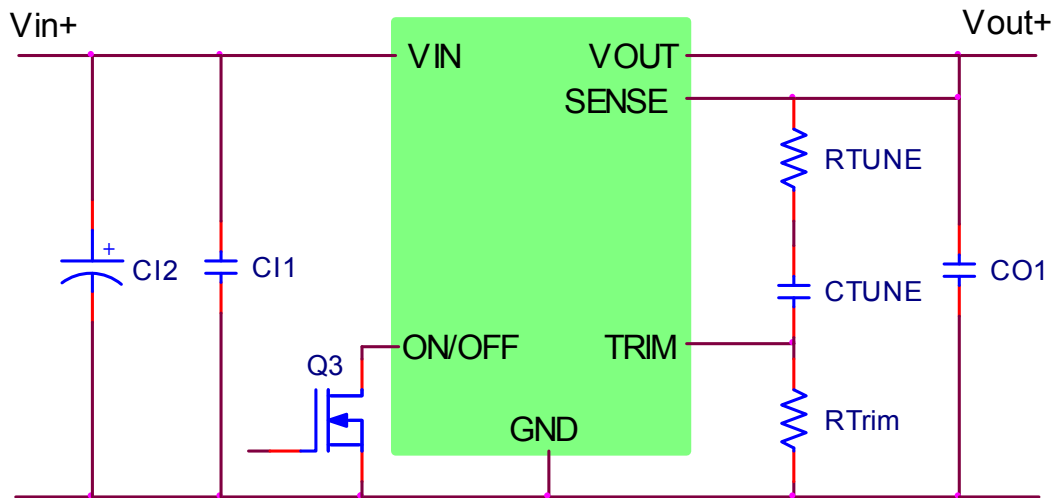 Vin+
Vout+
VIN
VOUT
SENSE
RTUNE
+
CI2
CI1
CTUNE
CO1
ON/OFF
TRIM
Q3
RTrim
GND